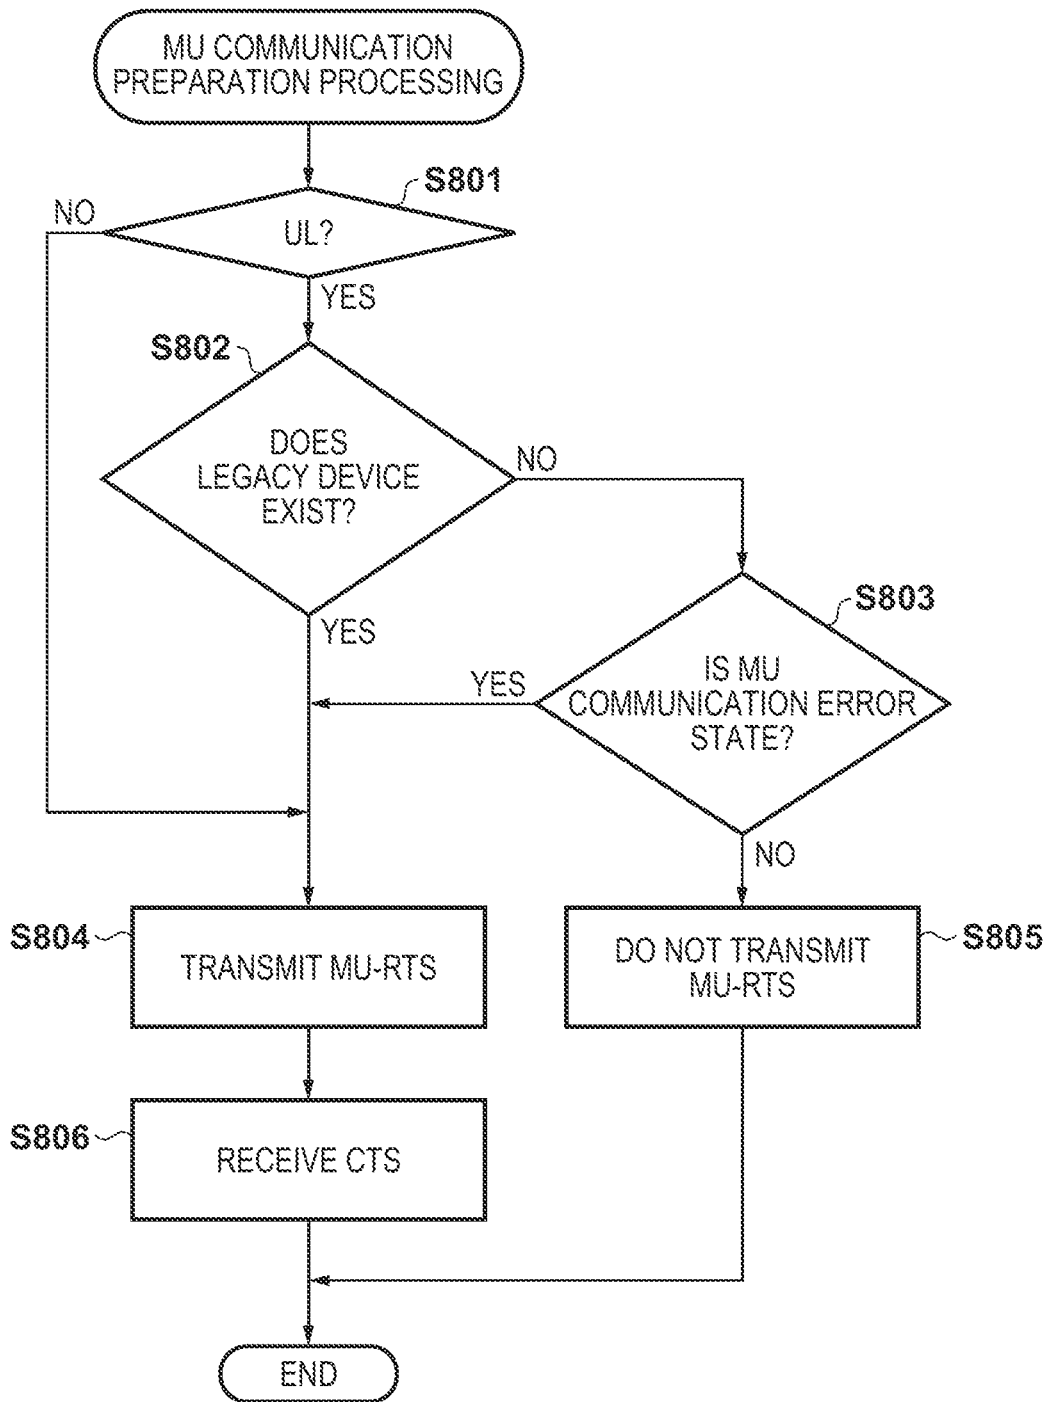 MU COMMUNICATION
PREPARATION PROCESSING
S801
NO
UL?
YES
S802
DOES
LEGACY DEVICE
EXIST?
NO
YES
S803
IS MU
COMMUNICATION ERROR
STATE?
YES
NO
S804
TRANSMIT MU-RTS
DO NOT TRANSMIT
MU-RTS
S805
S806
RECEIVE CTS
END